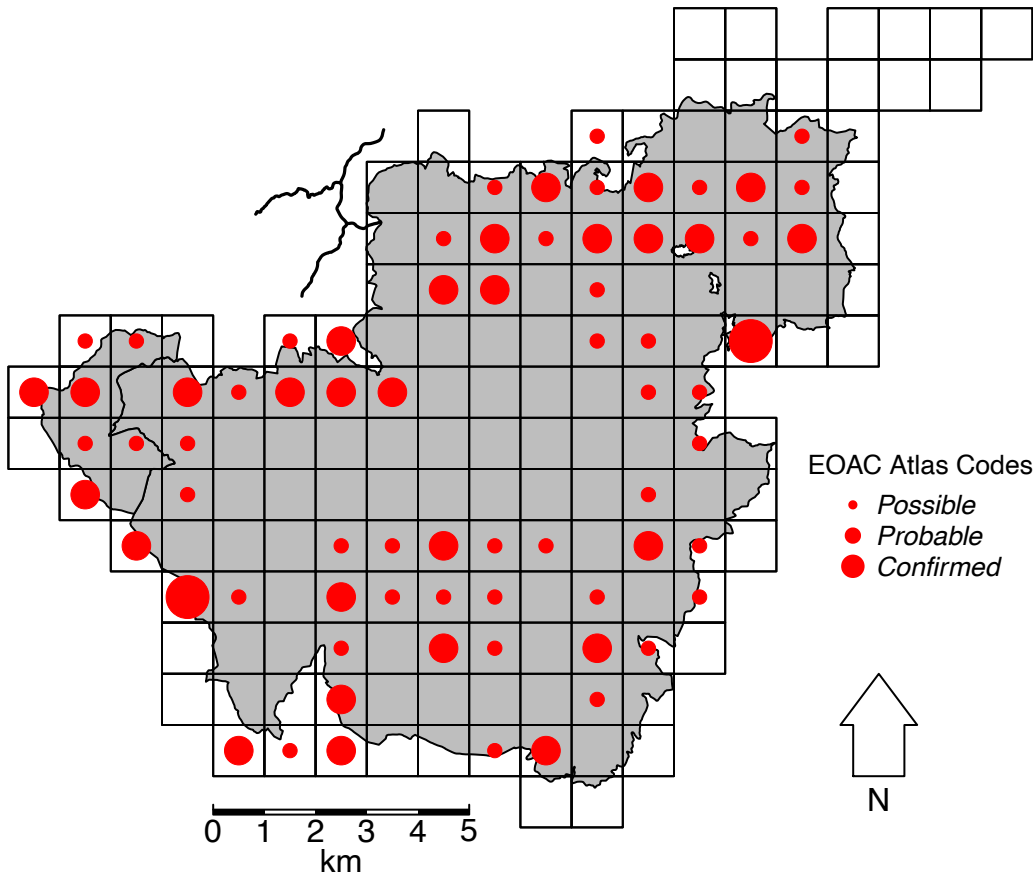 EOAC Atlas Codes
Possible
Probable
Confirmed
N
0 1 2 3 4 5
km